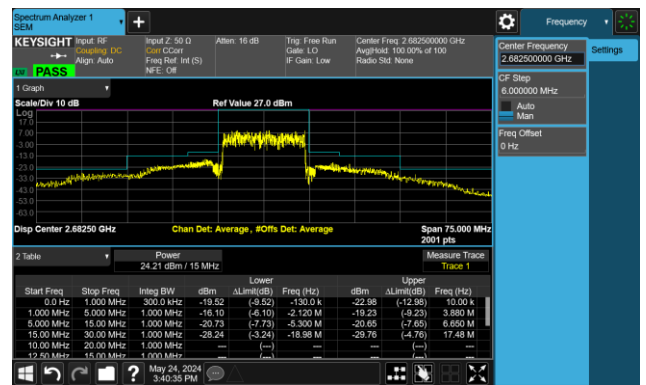 Spectrum Analyzer 1
SEM
+
Frequency
KEYSIGHT Input: RF
Coupling: DC
Align: Auto
Input Z: 50 Ω
Corr CCorr
Freq Ref: Int (S)
NFE: Off
Atten: 16 dB
Trig: Free Run
Gate: LO
IF Gain: Low
Center Freq: 2.682500000 GHz
Avg|Hold: 100.00% of 100
Radio Std: None
PASS
Center Frequency
2.682500000 GHz
Settings
CF Step
6.000000 MHz
Auto
Man
Freq Offset
0 Hz
1 Graph
Scale/Div 10 dB
Ref Value 27.0 dBm
Log
17.0
7.00
-3.00
-13.0
-23.0
-33.0
-43.0
-53.0
-63.0
Disp Center 2.68250 GHz
Chan Det: Average, #Offs Det: Average
Span 75.000 MHz
2001 pts
2 Table
Power
24.21 dBm / 15 MHz
Measure Trace
Trace 1
Lower Upper
Start Freq Stop Freq Integ BW dBm ΔLimit(dB) Freq (Hz) dBm ΔLimit(dB) Freq (Hz)
0.0 Hz 1.000 MHz 300.0 kHz -19.52 (-9.52) -130.0 k -22.98 (-12.98) 10.00 k
1.000 MHz 5.000 MHz 1.000 MHz -16.10 (-6.10) -2.120 M -19.23 (-9.23) 3.880 M
5.000 MHz 15.00 MHz 1.000 MHz -20.73 (-7.73) -5.300 M -20.65 (-7.65) 6.650 M
15.00 MHz 30.00 MHz 1.000 MHz -28.24 (-3.24) -18.98 M -29.76 (-4.76) 17.48 M
10.00 MHz 20.00 MHz 1.000 MHz --- (---) --- --- (---) ---
12.50 MHz 15.00 MHz 1.000 MHz --- (---) --- --- (---) ---
?
May 24, 2024
3:40:35 PM